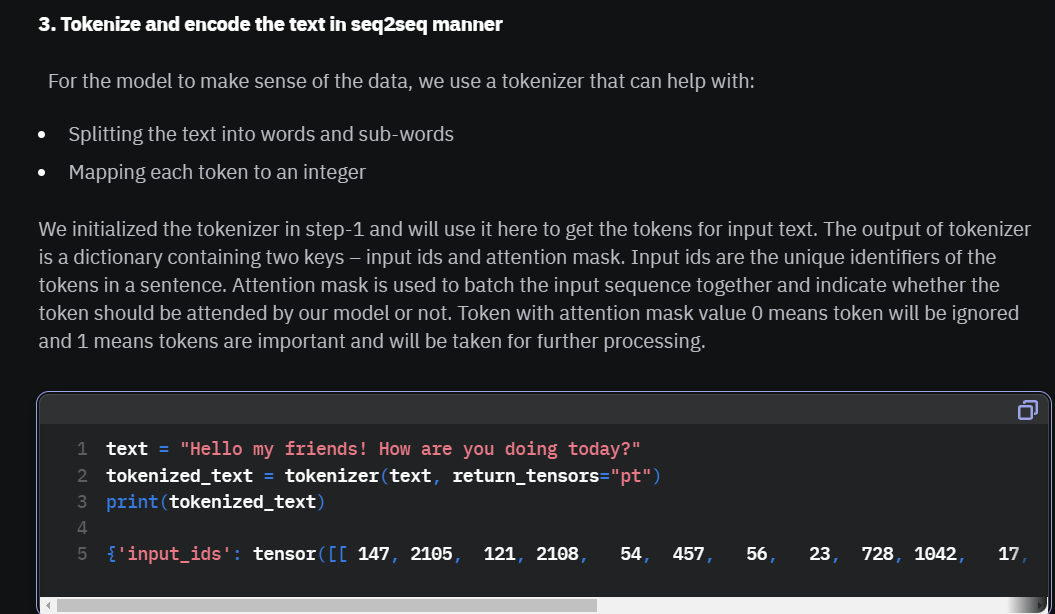 3. Tokenize and encode the text in seq2seq manner
For the model to make sense of the data, we use a tokenizer that can help with:
Splitting the text into words and sub-words
Mapping each token to an integer
We initialized the tokenizer in step-1 and will use it here to get the tokens for input text. The output of tokenizer
is a dictionary containing two keys – input ids and attention mask. Input ids are the unique identifiers of the
tokens in a sentence. Attention mask is used to batch the input sequence together and indicate whether the
token should be attended by our model or not. Token with attention mask value 0 means token will be ignored
and 1 means tokens are important and will be taken for further processing.
1 text = "Hello my friends! How are you doing today?"
2 tokenized_text = tokenizer(text, return_tensors="pt")
3 print(tokenized_text)
4
5 {'input_ids': tensor([[ 147, 2105,  121, 2108,   54,  457,   56,   23,  728, 1042,   17,